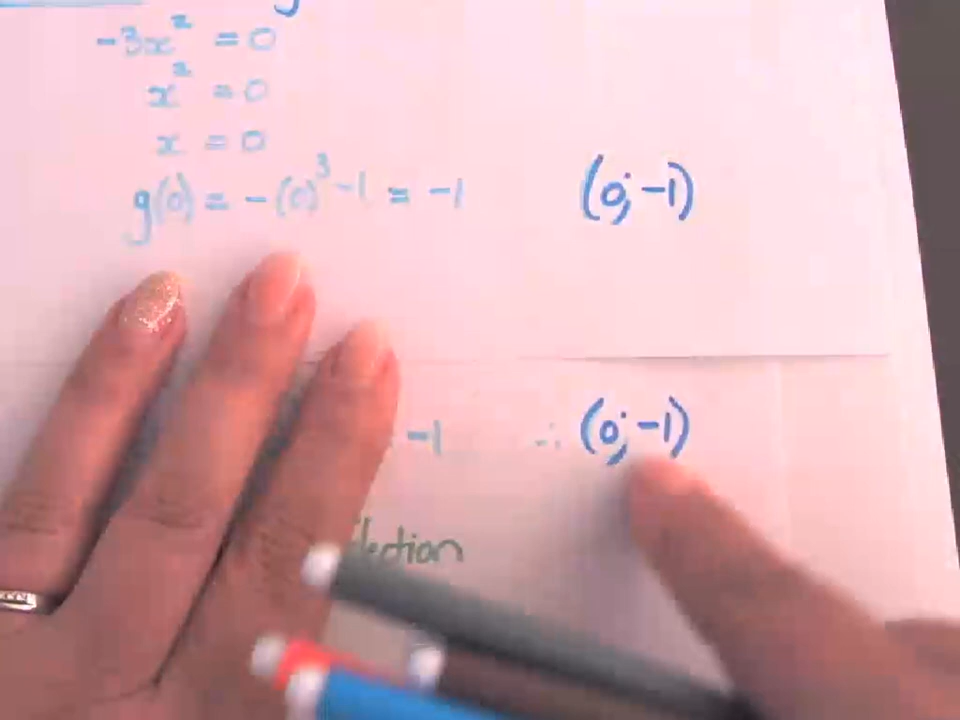 -3x² = 0
x² = 0
x = 0
g(0) = -(0)³ -1 = -1 (0; -1)
-1 ∴ (0; -1)
lection